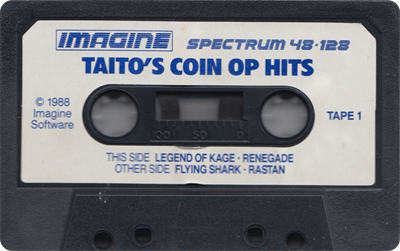 IMAGINE SPECTRUM 48·128
TAITO'S COIN OP HITS
© 1988
Imagine
Software
TAPE 1
100 50 0
THIS SIDE LEGEND OF KAGE · RENEGADE
OTHER SIDE FLYING SHARK · RASTAN